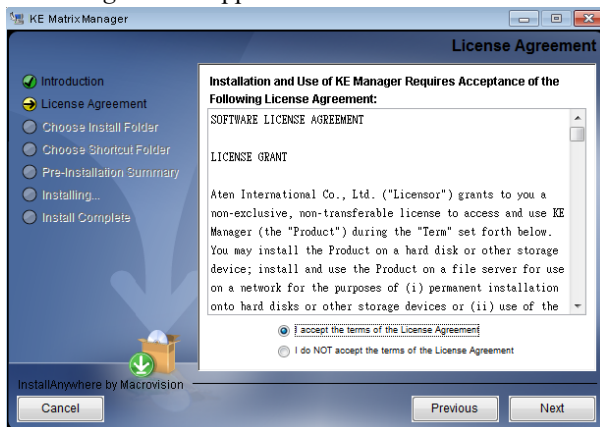 KE MatrixManager
License Agreement
Introduction
License Agreement
Choose Install Folder
Choose Shortcut Folder
Pre-Installation Summary
Installing...
Install Complete
Installation and Use of KE Manager Requires Acceptance of the
Following License Agreement:
SOFTWARE LICENSE AGREEMENT
LICENSE GRANT
Aten International Co., Ltd. ("Licensor") grants to you a
non-exclusive, non-transferable license to access and use KE
Manager (the "Product") during the "Term" set forth below.
You may install the Product on a hard disk or other storage
device; install and use the Product on a file server for use
on a network for the purposes of (i) permanent installation
onto hard disks or other storage devices or (ii) use of the
I accept the terms of the License Agreement
I do NOT accept the terms of the License Agreement
InstallAnywhere by Macrovision
Cancel
Previous
Next